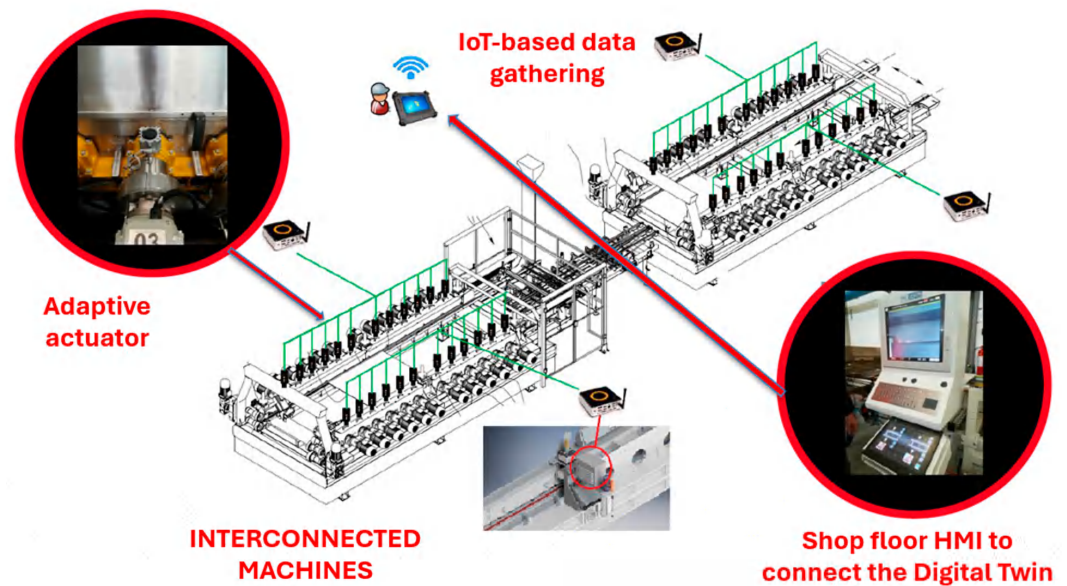 IoT-based data
gathering
03
Adaptive
actuator
INTERCONNECTED
MACHINES
Shop floor HMI to
connect the Digital Twin